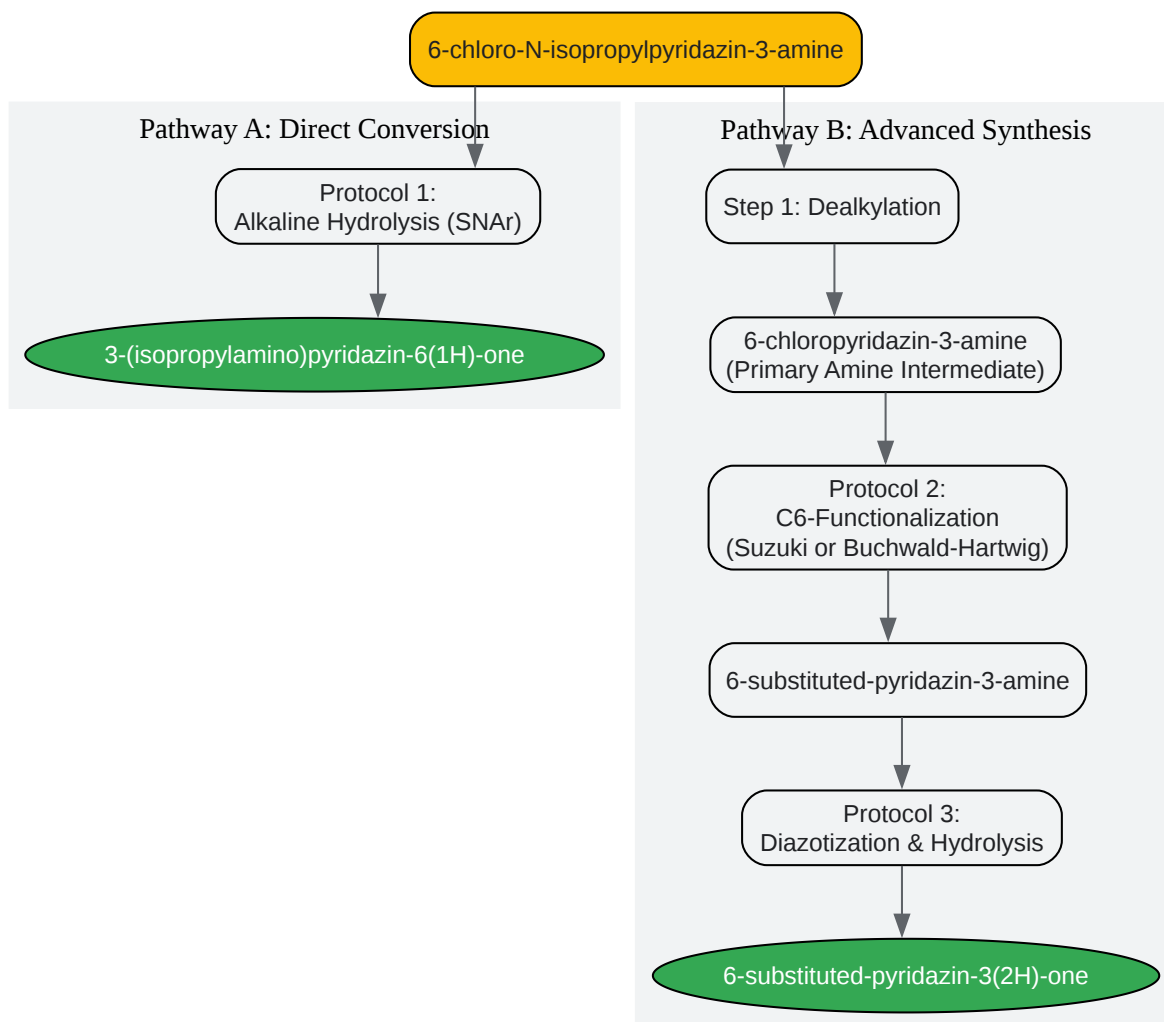 6-chloro-N-isopropylpyridazin-3-amine
Pathway A: Direct Conversion
Protocol 1:
Alkaline Hydrolysis (SNAr)
3-(isopropylamino)pyridazin-6(1H)-one
Pathway B: Advanced Synthesis
Step 1: Dealkylation
6-chloropyridazin-3-amine
(Primary Amine Intermediate)
Protocol 2:
C6-Functionalization
(Suzuki or Buchwald-Hartwig)
6-substituted-pyridazin-3-amine
Protocol 3:
Diazotization & Hydrolysis
6-substituted-pyridazin-3(2H)-one